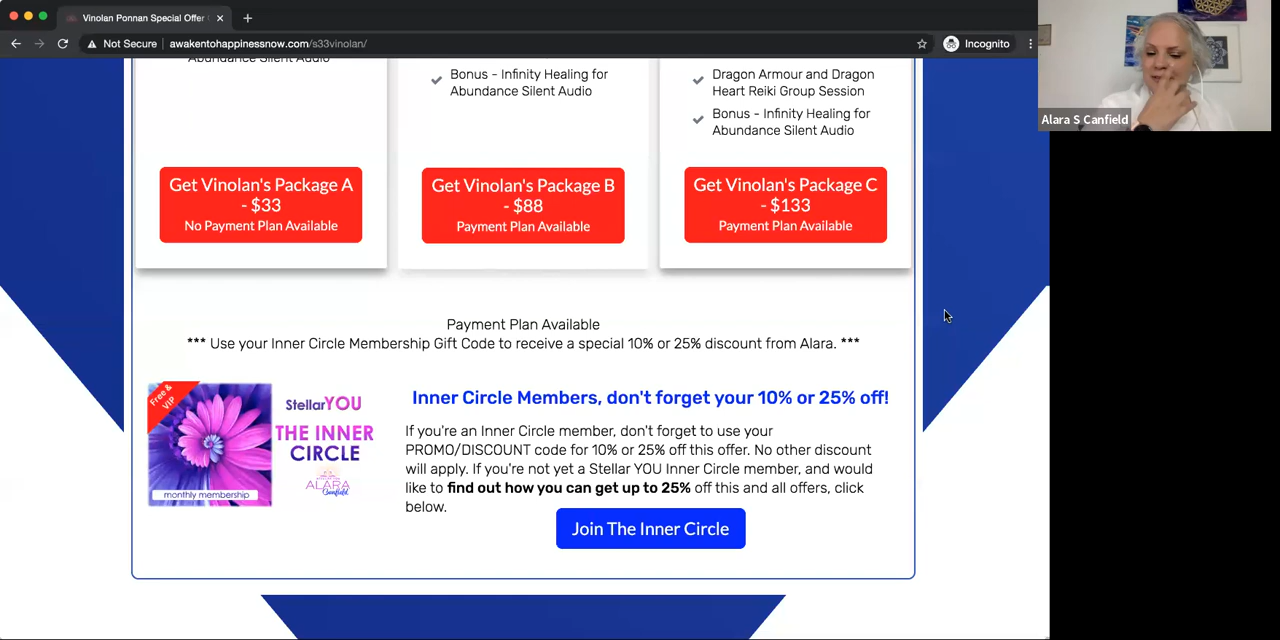 Vinolan Ponnan Special Offer
Not Secure
awakentohappinessnow.com/s33vinolan/
Incognito
Alara S Canfield
Abundance Silent Audio
Bonus - Infinity Healing for
Abundance Silent Audio
Dragon Armour and Dragon
Heart Reiki Group Session
Bonus - Infinity Healing for
Abundance Silent Audio
Get Vinolan's Package A
- $33
No Payment Plan Available
Get Vinolan's Package B
- $88
Payment Plan Available
Get Vinolan's Package C
- $133
Payment Plan Available
Payment Plan Available
*** Use your Inner Circle Membership Gift Code to receive a special 10% or 25% discount from Alara. ***
Free &
VIP
monthly membership
StellarYOU
THE INNER
CIRCLE
ALARA
Canfield
Inner Circle Members, don't forget your 10% or 25% off!
If you're an Inner Circle member, don't forget to use your
PROMO/DISCOUNT code for 10% or 25% off this offer. No other discount
will apply. If you're not yet a Stellar YOU Inner Circle member, and would
like to find out how you can get up to 25% off this and all offers, click
below.
Join The Inner Circle